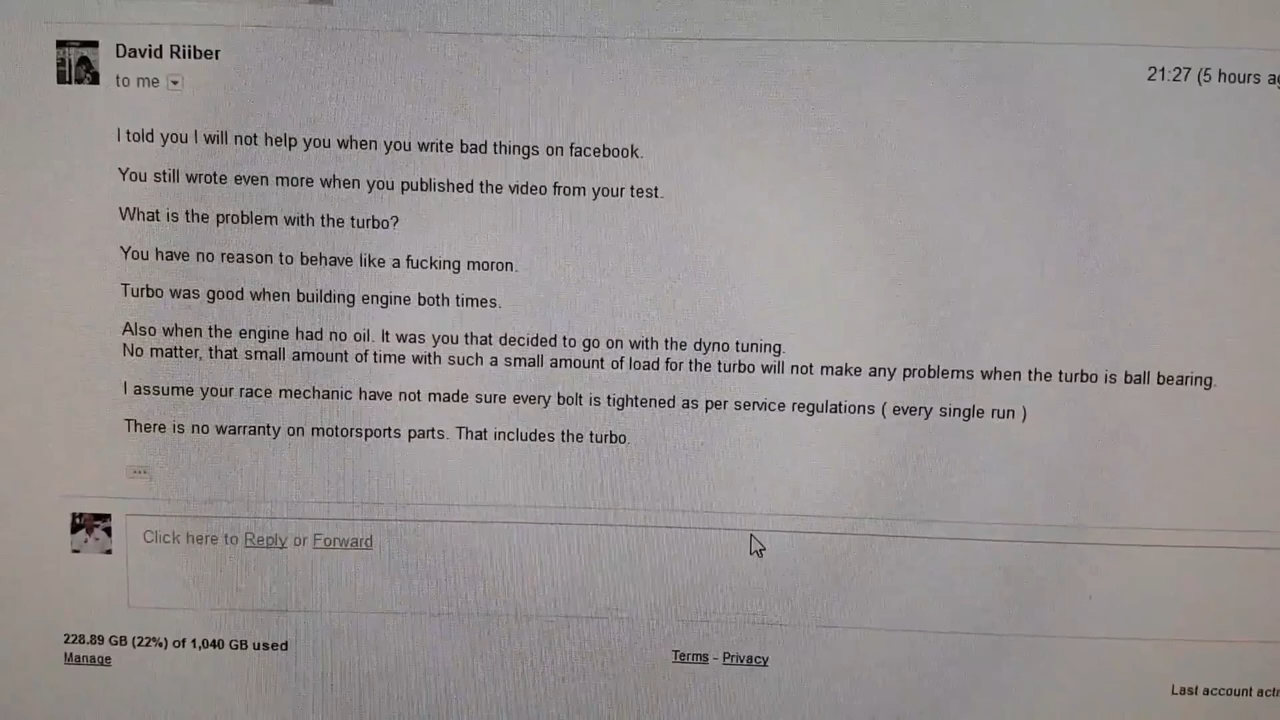 David Riiber
to me
21:27 (5 hours
I told you I will not help you when you write bad things on facebook.
You still wrote even more when you published the video from your test.
What is the problem with the turbo?
You have no reason to behave like a fucking moron.
Turbo was good when building engine both times.
Also when the engine had no oil. It was you that decided to go on with the dyno tuning.
No matter, that small amount of time with such a small amount of load for the turbo will not make any problems when the turbo is ball bearing.
I assume your race mechanic have not made sure every bolt is tightened as per service regulations ( every single run )
There is no warranty on motorsports parts. That includes the turbo.
...
Click here to Reply or Forward
228.89 GB (22%) of 1,040 GB used
Manage
Terms - Privacy
Last account